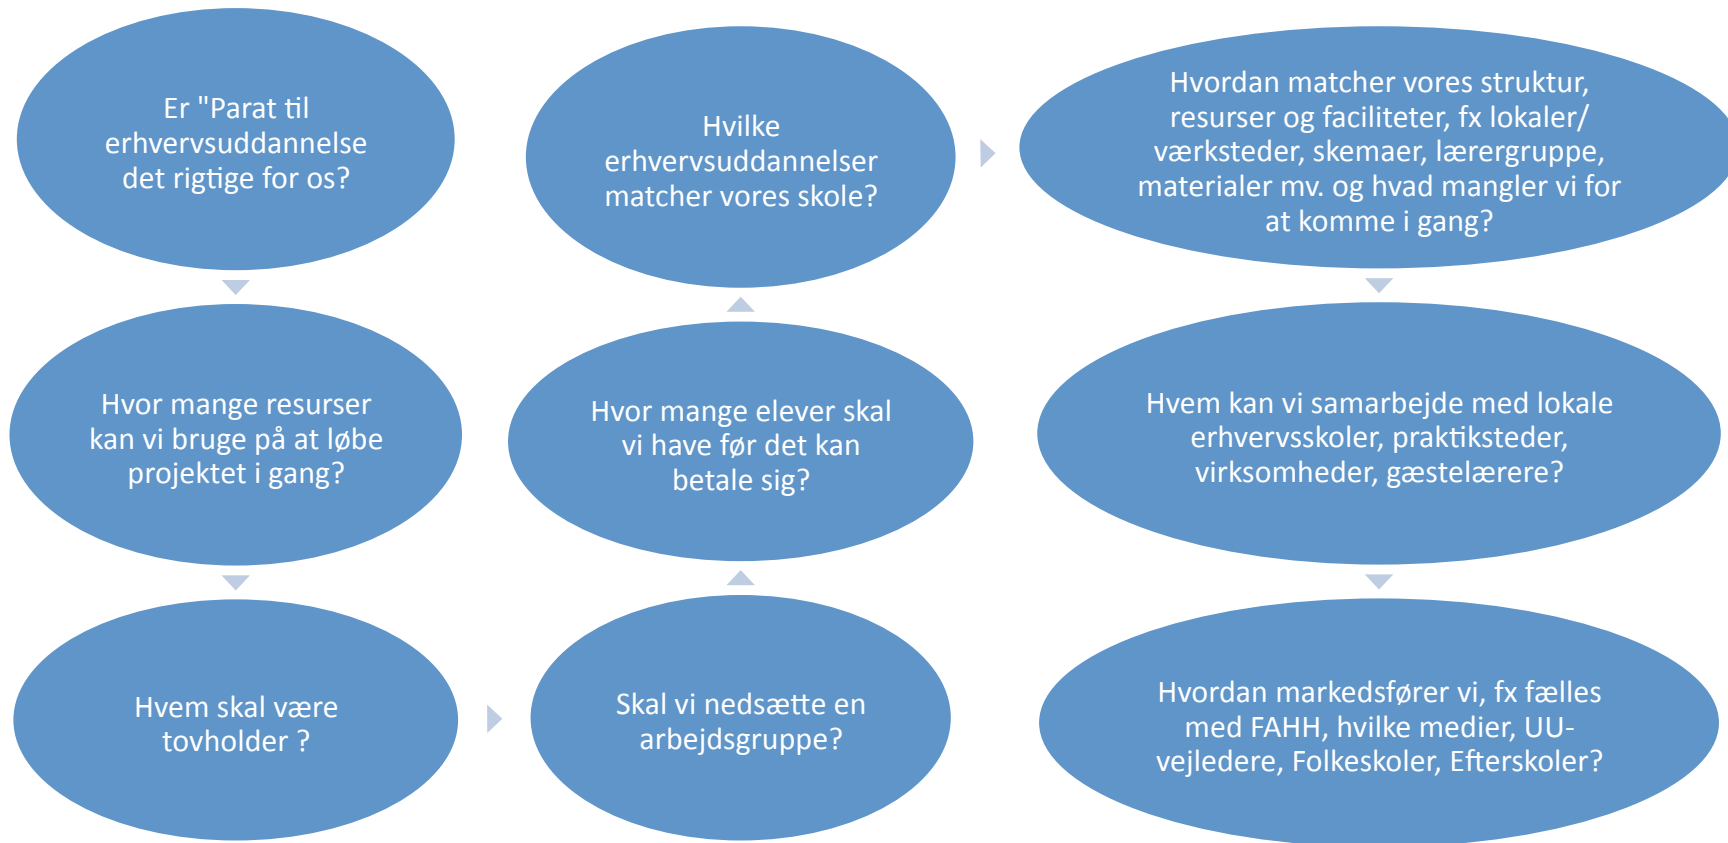 Er "Parat til
erhvervsuddannelse
det rigtige for os?
Hvor mange resurser
kan vi bruge på at løbe
projektet i gang?
Hvem skal være
tovholder ?
Skal vi nedsætte en
arbejdsgruppe?
Hvor mange elever skal
vi have før det kan
betale sig?
Hvilke
erhvervsuddannelser
matcher vores skole?
Hvordan matcher vores struktur,
resurser og faciliteter, fx lokaler/
værksteder, skemaer, lærergruppe,
materialer mv. og hvad mangler vi for
at komme i gang?
Hvem kan vi samarbejde med lokale
erhvervsskoler, praktiksteder,
virksomheder, gæstelærere?
Hvordan markedsfører vi, fx fælles
med FAHH, hvilke medier, UU-
vejledere, Folkeskoler, Efterskoler?